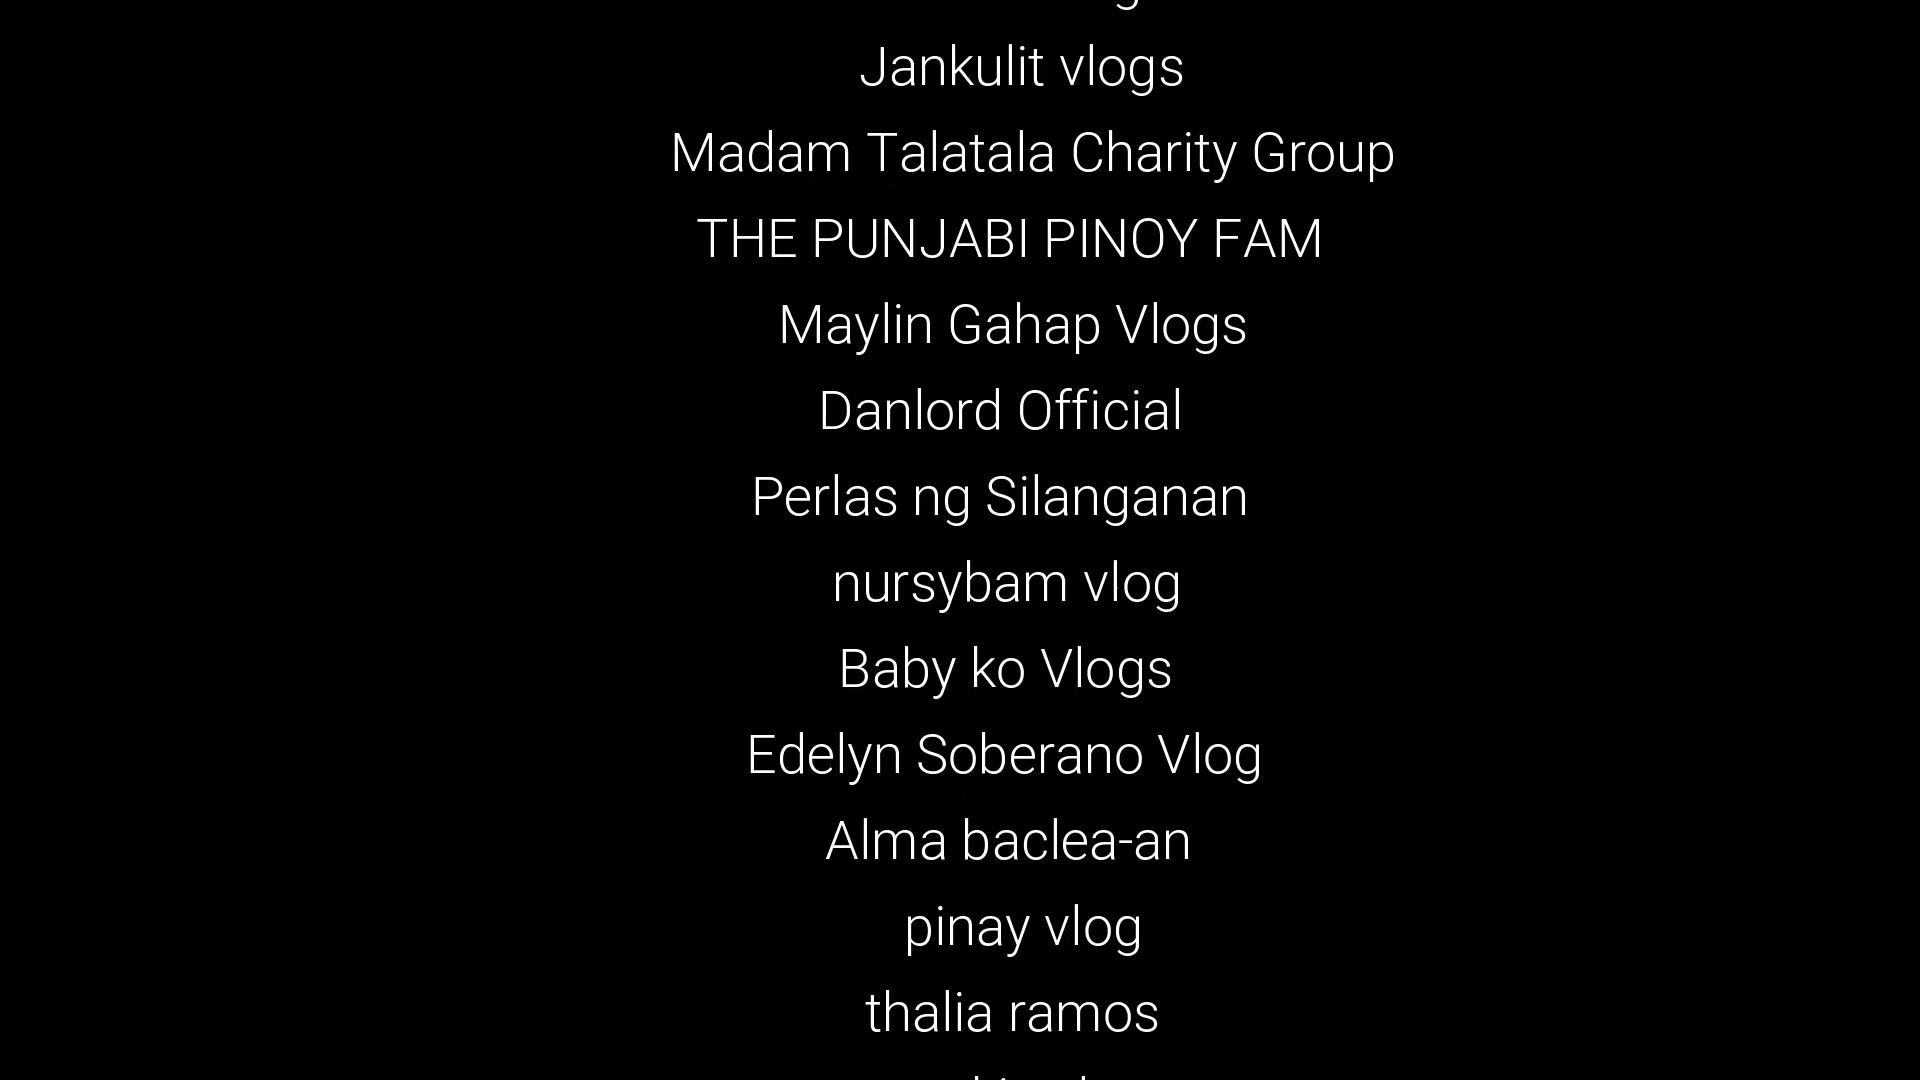 Jankulit vlogs
Madam Talatala Charity Group
THE PUNJABI PINOY FAM
Maylin Gahap Vlogs
Danlord Official
Perlas ng Silanganan
nursybam vlog
Baby ko Vlogs
Edelyn Soberano Vlog
Alma baclea-an
pinay vlog
thalia ramos